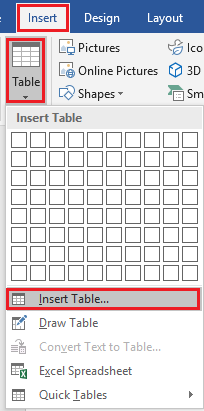 Insert Design Layout
Table
Pictures
Online Pictures
Shapes
3D
Insert Table
Insert Table...
Draw Table
Convert Text to Table...
Excel Spreadsheet
Quick Tables